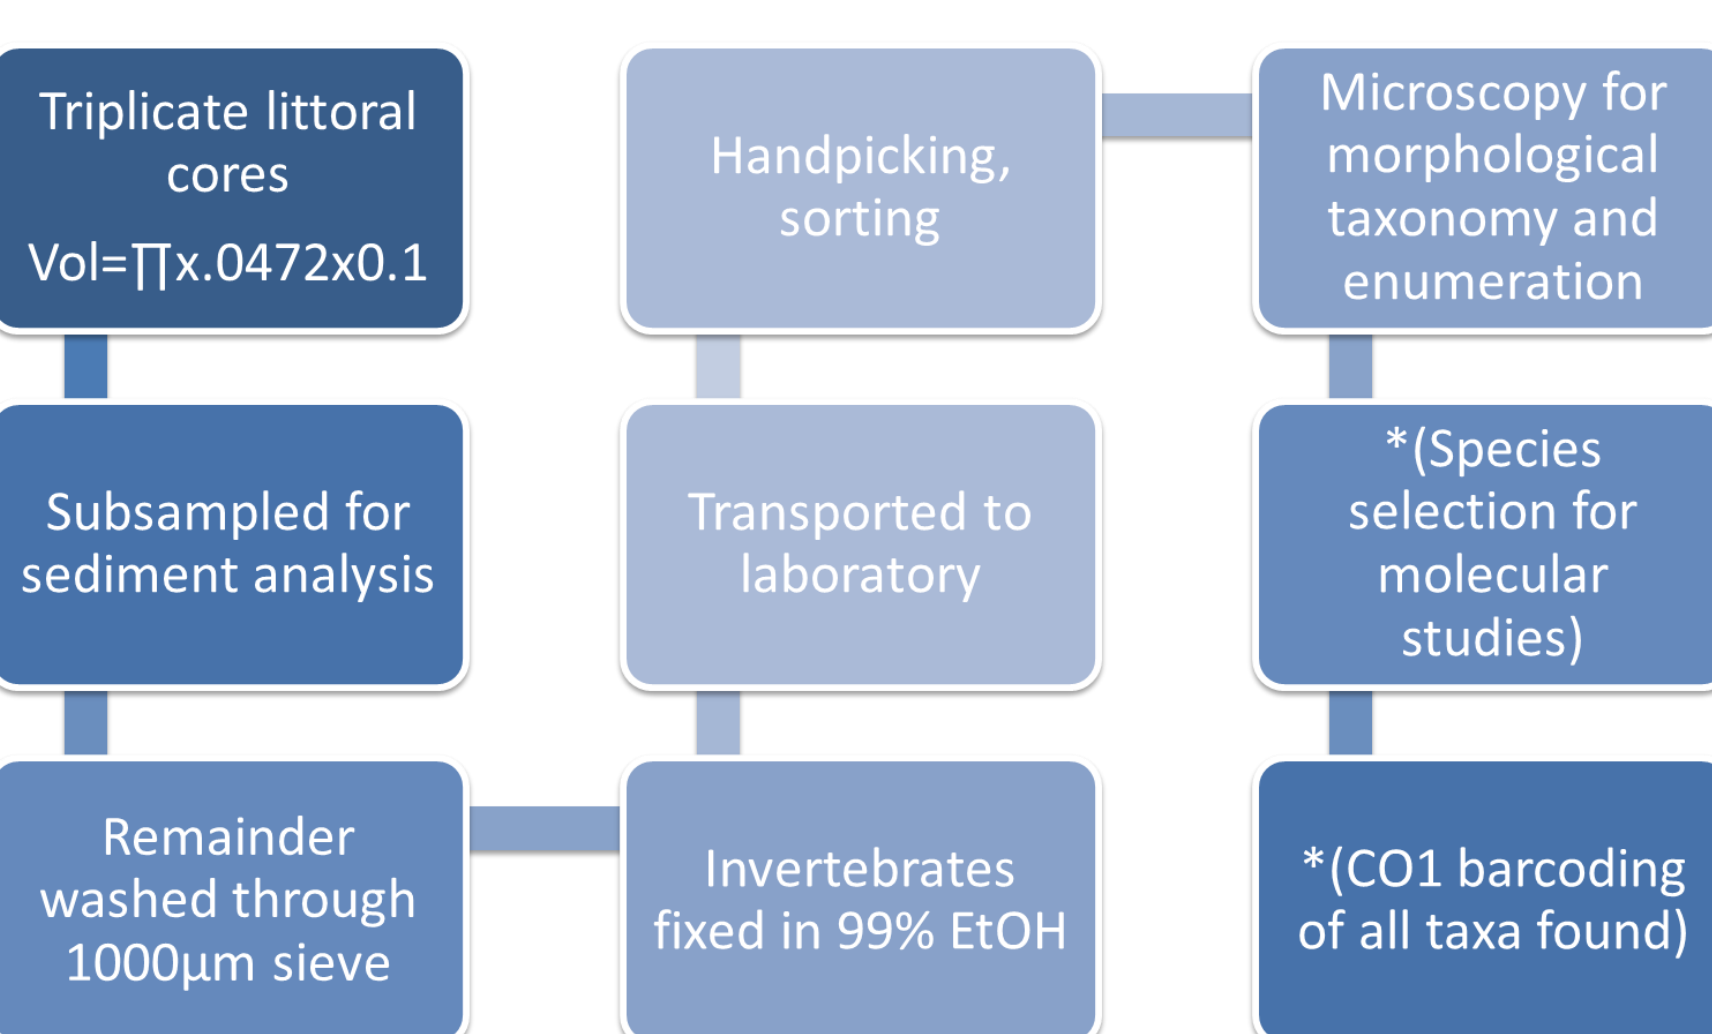 Triplicate littoral
cores
Vol=∏x.0472x0.1
Subsampled for
sediment analysis
Remainder
washed through
1000µm sieve
Invertebrates
fixed in 99% EtOH
Transported to
laboratory
Handpicking,
sorting
Microscopy for
morphological
taxonomy and
enumeration
*(Species
selection for
molecular
studies)
*(CO1 barcoding
of all taxa found)